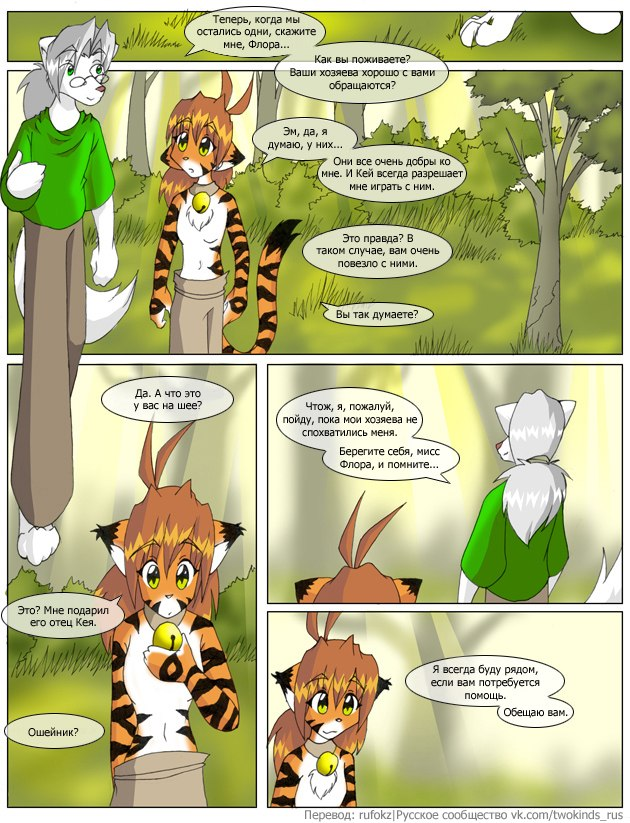 Теперь, когда мы
остались одни, скажите
мне, Флора...
Как вы поживаете?
Ваши хозяева хорошо с вами
обращаются?
Эм, да, я
думаю, у них...
Они все очень добры ко
мне. И Кей всегда разрешает
мне играть с ним.
Это правда? В
таком случае, вам очень
повезло с ними.
Вы так думаете?
Да. А что это
у вас на шее?
Это? Мне подарил
его отец Кея.
Ошейник?
Чтож, я, пожалуй,
пойду, пока мои хозяева не
спохватились меня.
Берегите себя, мисс
Флора, и помните...
Я всегда буду рядом,
если вам потребуется
помощь.
Обещаю вам.
Перевод: rufokz|Русское сообщество vk.com/twokinds_rus